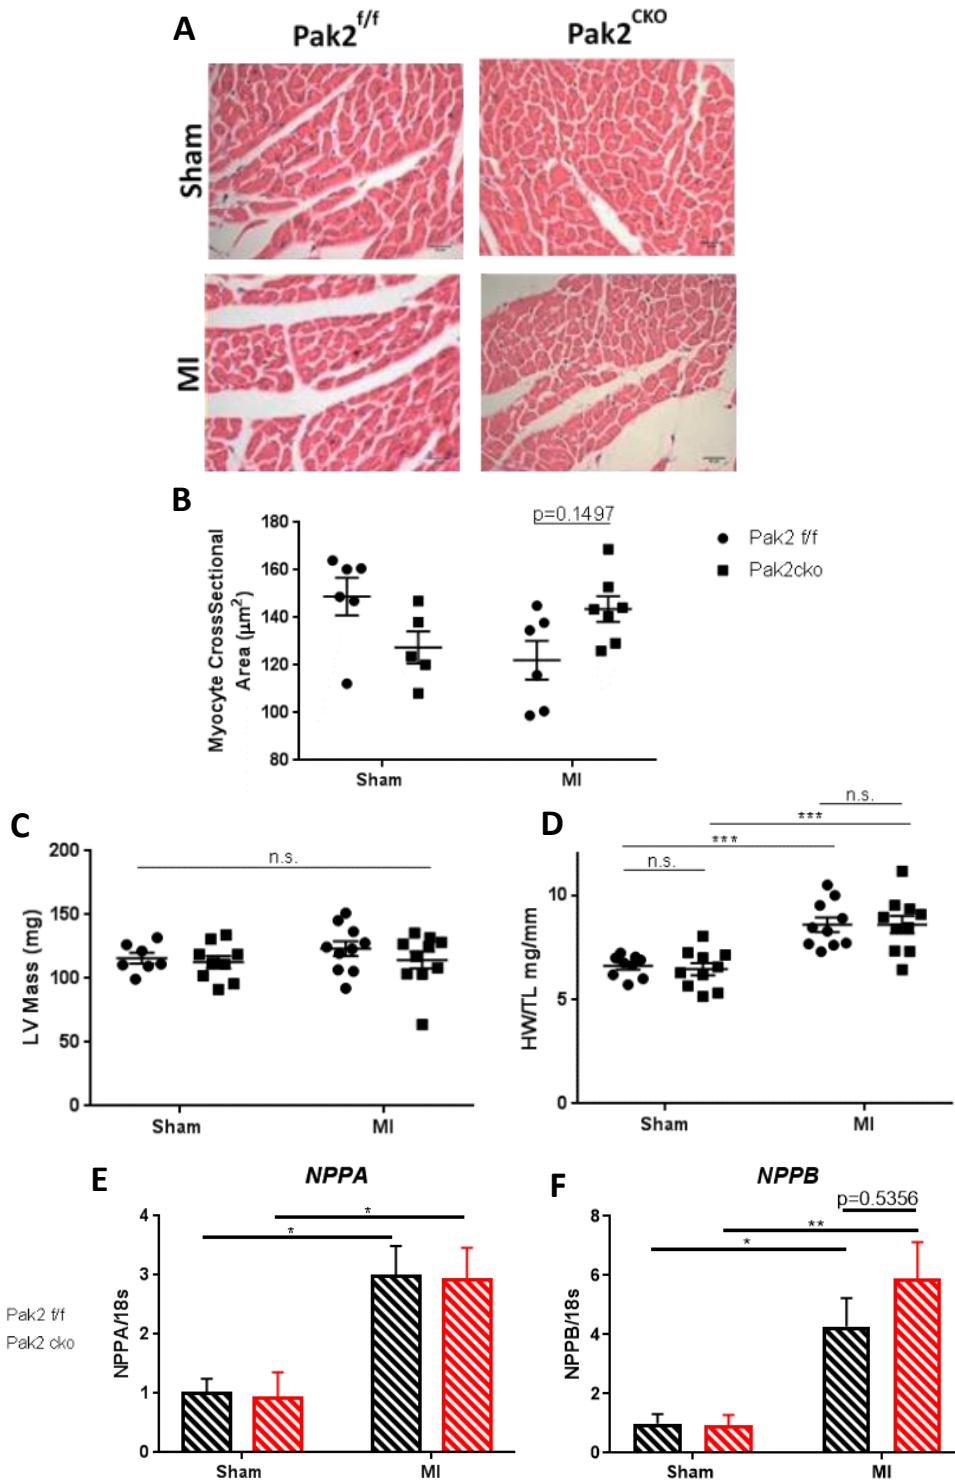 A
Pak2f/f
Pak2CKO
Sham
MI
B
p=0.1497
Myocyte CrossSectional
Area (μm2)
180
160
140
120
100
80
Sham
MI
Pak2 f/f
Pak2cko
C
n.s.
LV Mass (mg)
200
150
100
50
0
Sham
MI
D
n.s.
***
***
n.s.
HW/TL mg/mm
10
5
0
Sham
MI
E
NPPA
*
*
NPPA/18s
4
3
2
1
0
Sham
MI
Pak2 f/f
Pak2 cko
F
NPPB
p=0.5356
**
*
NPPB/18s
8
6
4
2
0
Sham
MI